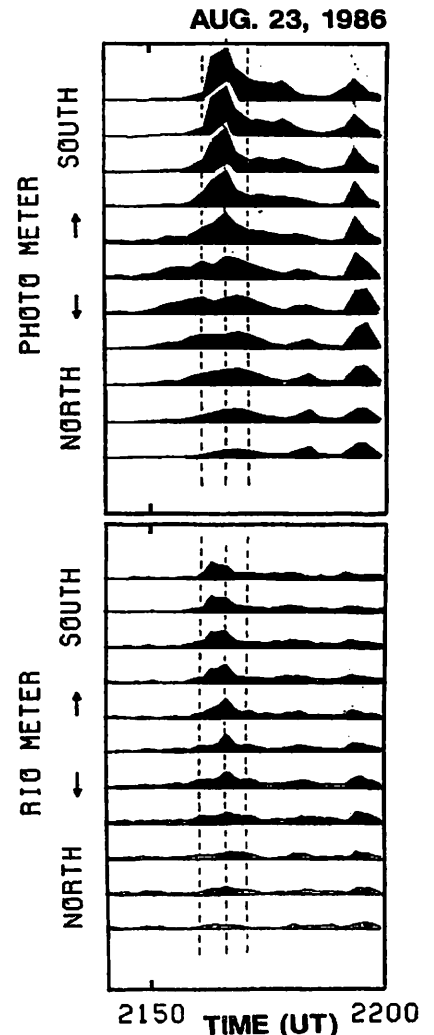 AUG. 23, 1986
PHOTO METER
NORTH ← → SOUTH
RIO METER
NORTH ← → SOUTH
2150 2200
TIME (UT)